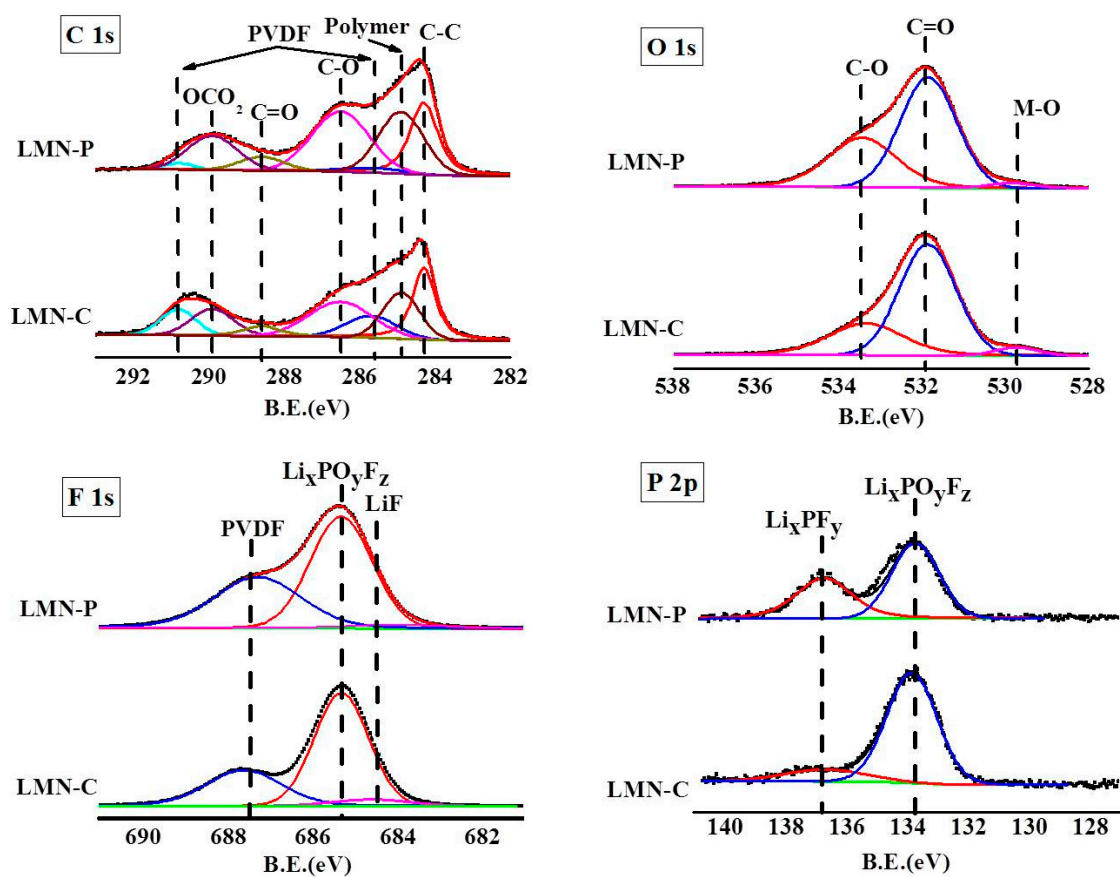 C 1s
PVDF
Polymer
C-C
C-O
OCO2
C=O
LMN-P
LMN-C
292 290 288 286 284 282
B.E.(eV)
O 1s
C=O
C-O
M-O
LMN-P
LMN-C
538 536 534 532 530 528
B.E.(eV)
F 1s
LixPOyFz
LiF
PVDF
LMN-P
LMN-C
690 688 686 684 682
B.E.(eV)
P 2p
LixPOyFz
LixPFy
LMN-P
LMN-C
140 138 136 134 132 130 128
B.E.(eV)